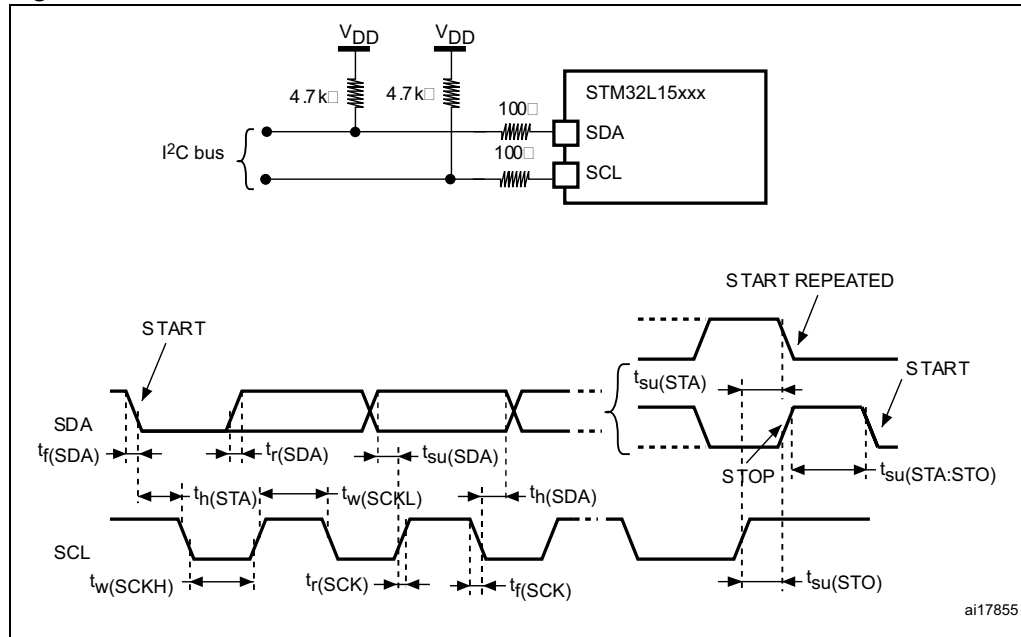 VDD VDD
4.7k□ 4.7k□
STM32L15xxx
100□
SDA
I²C bus
100□
SCL
START REPEATED
START
START
tsu(STA)
SDA
tf(SDA) tr(SDA) tsu(SDA)
STOP tsu(STA:STO)
th(STA) tw(SCKL) th(SDA)
SCL
tw(SCKH) tr(SCK) tf(SCK) tsu(STO)
ai17855